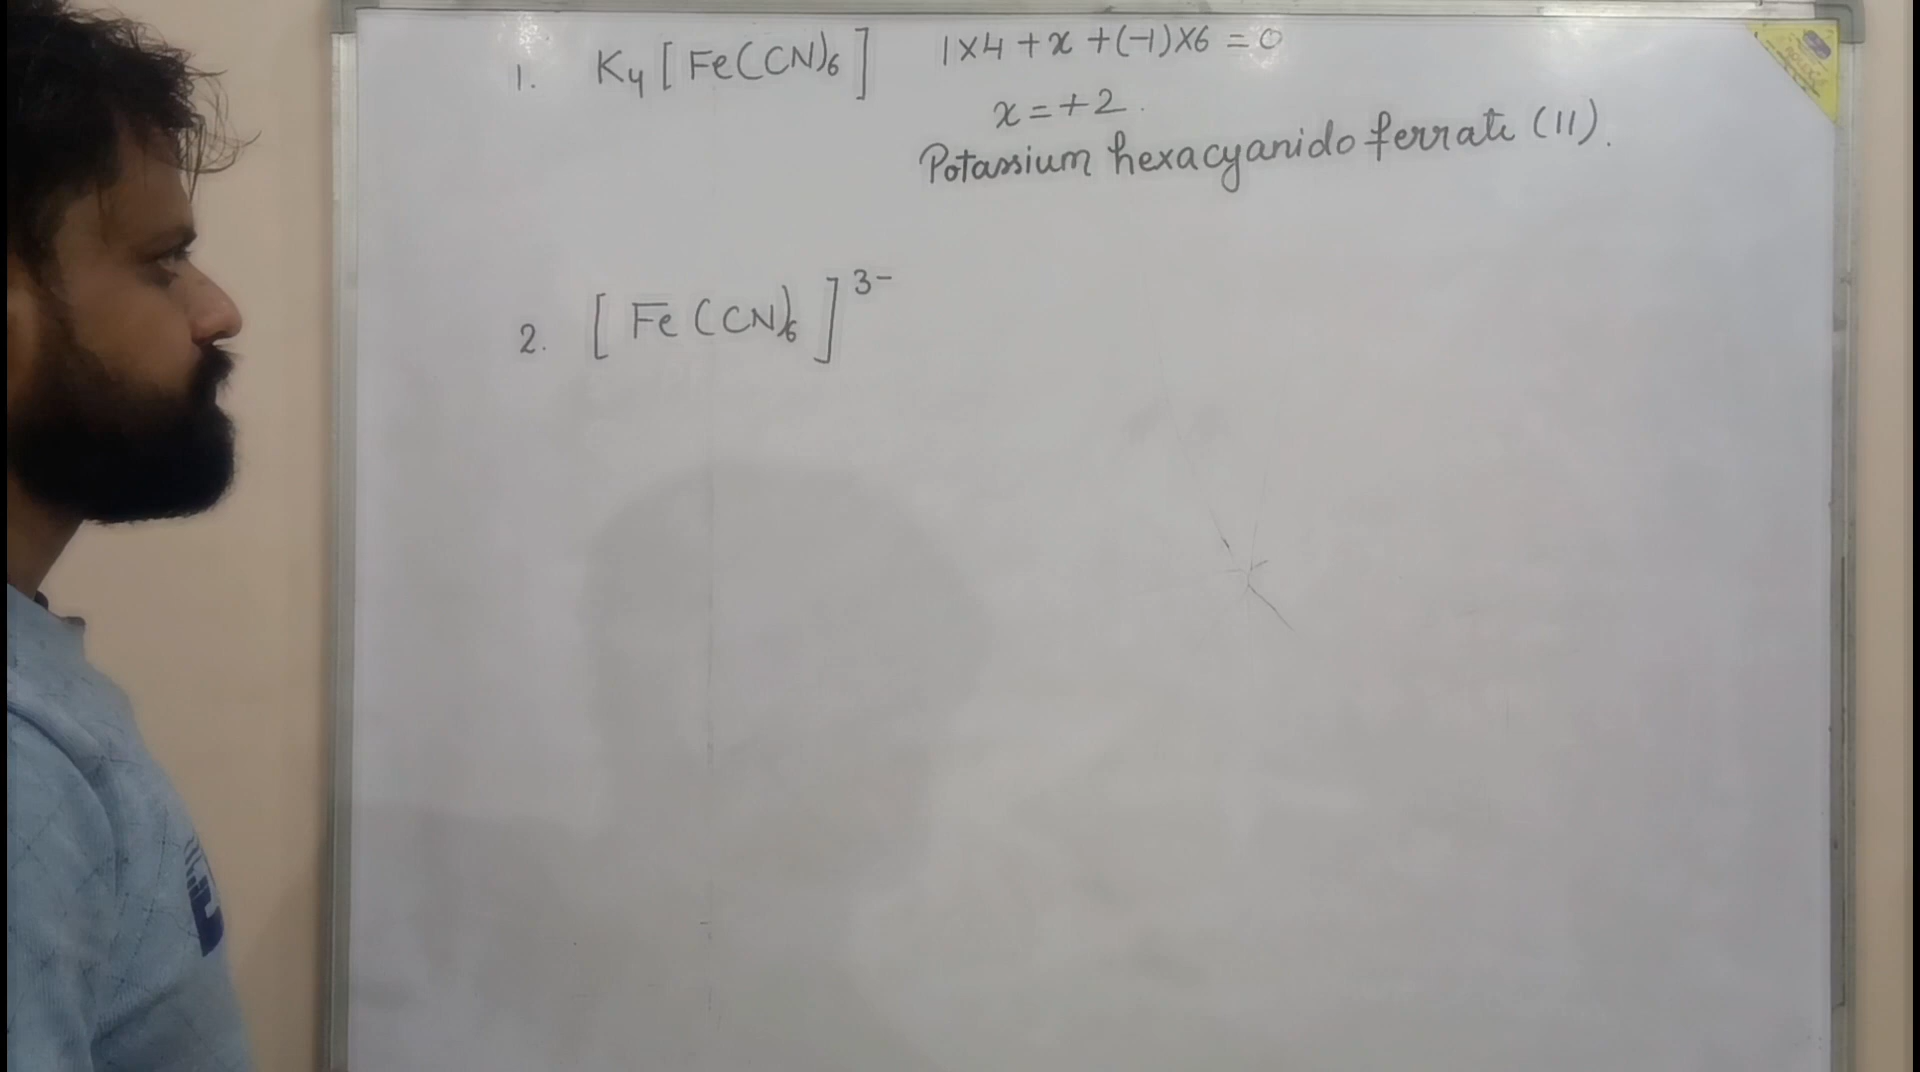 1. K₄[Fe(CN)₆] 1×4+x+(-1)×6=0
x=+2.
Potassium hexacyanido ferrate (II).
2. [Fe(CN)₆]³⁻